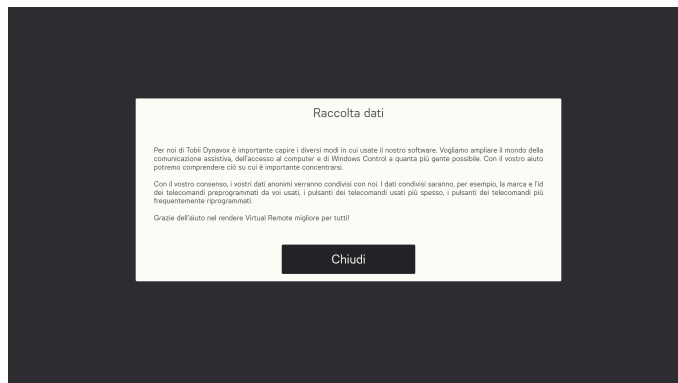 Raccolta dati
Per noi di Tobii Dynavox è importante capire i diversi modi in cui usate il nostro software. Vogliamo ampliare il mondo della
comunicazione assistiva, dell'accesso al computer e di Windows Control a quanta più gente possibile. Con il vostro aiuto
potremo comprendere ciò su cui è importante concentrarsi.
Con il vostro consenso, i vostri dati anonimi verranno condivisi con noi. I dati condivisi saranno, per esempio, la marca e l'id
dei telecomandi preprogrammati da voi usati, i pulsanti dei telecomandi usati più spesso, i pulsanti dei telecomandi più
frequentemente riprogrammati.
Grazie dell'aiuto nel rendere Virtual Remote migliore per tutti!
Chiudi